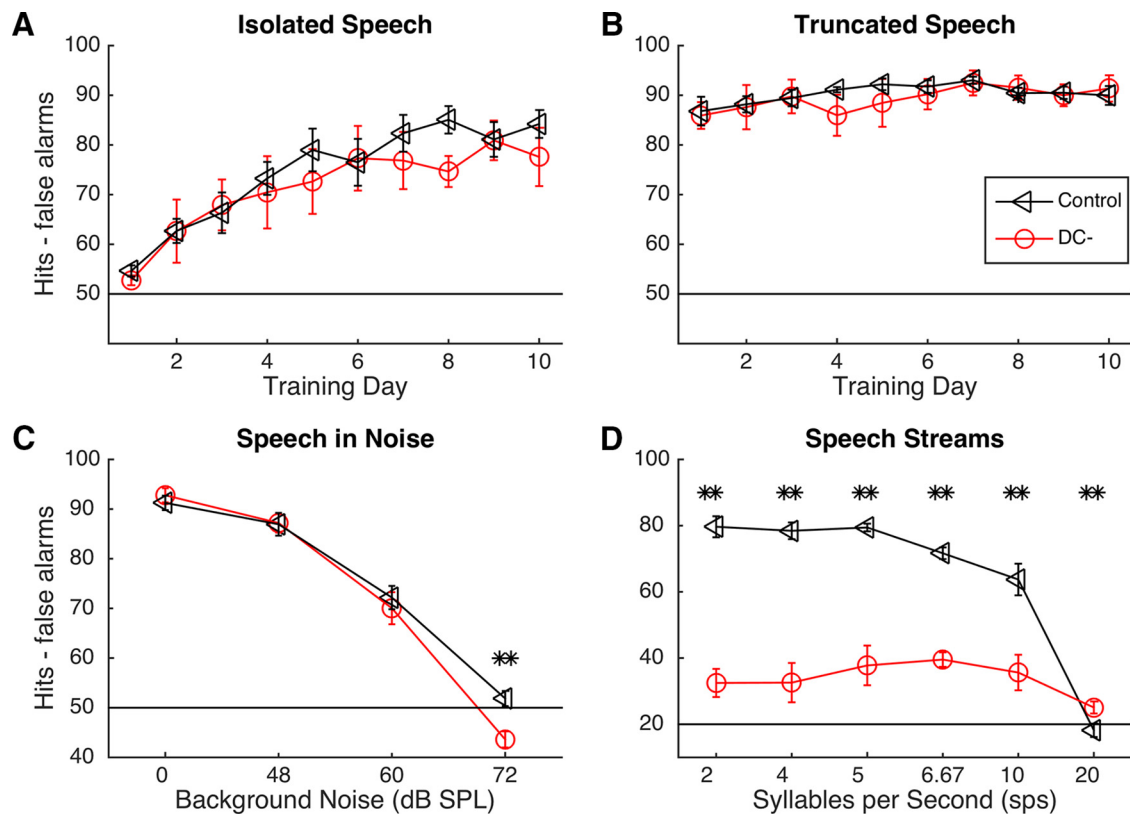 A
Isolated Speech
Hits - false alarms
100
90
80
70
60
50
2
4
6
8
10
Training Day
B
Truncated Speech
100
90
80
70
60
50
Control
DC-
2
4
6
8
10
Training Day
C
Speech in Noise
Hits - false alarms
100
90
80
70
60
50
40
**
0
48
60
72
Background Noise (dB SPL)
D
Speech Streams
100
80
60
40
20
** ** ** ** ** **
2
4
5
6.67
10
20
Syllables per Second (sps)